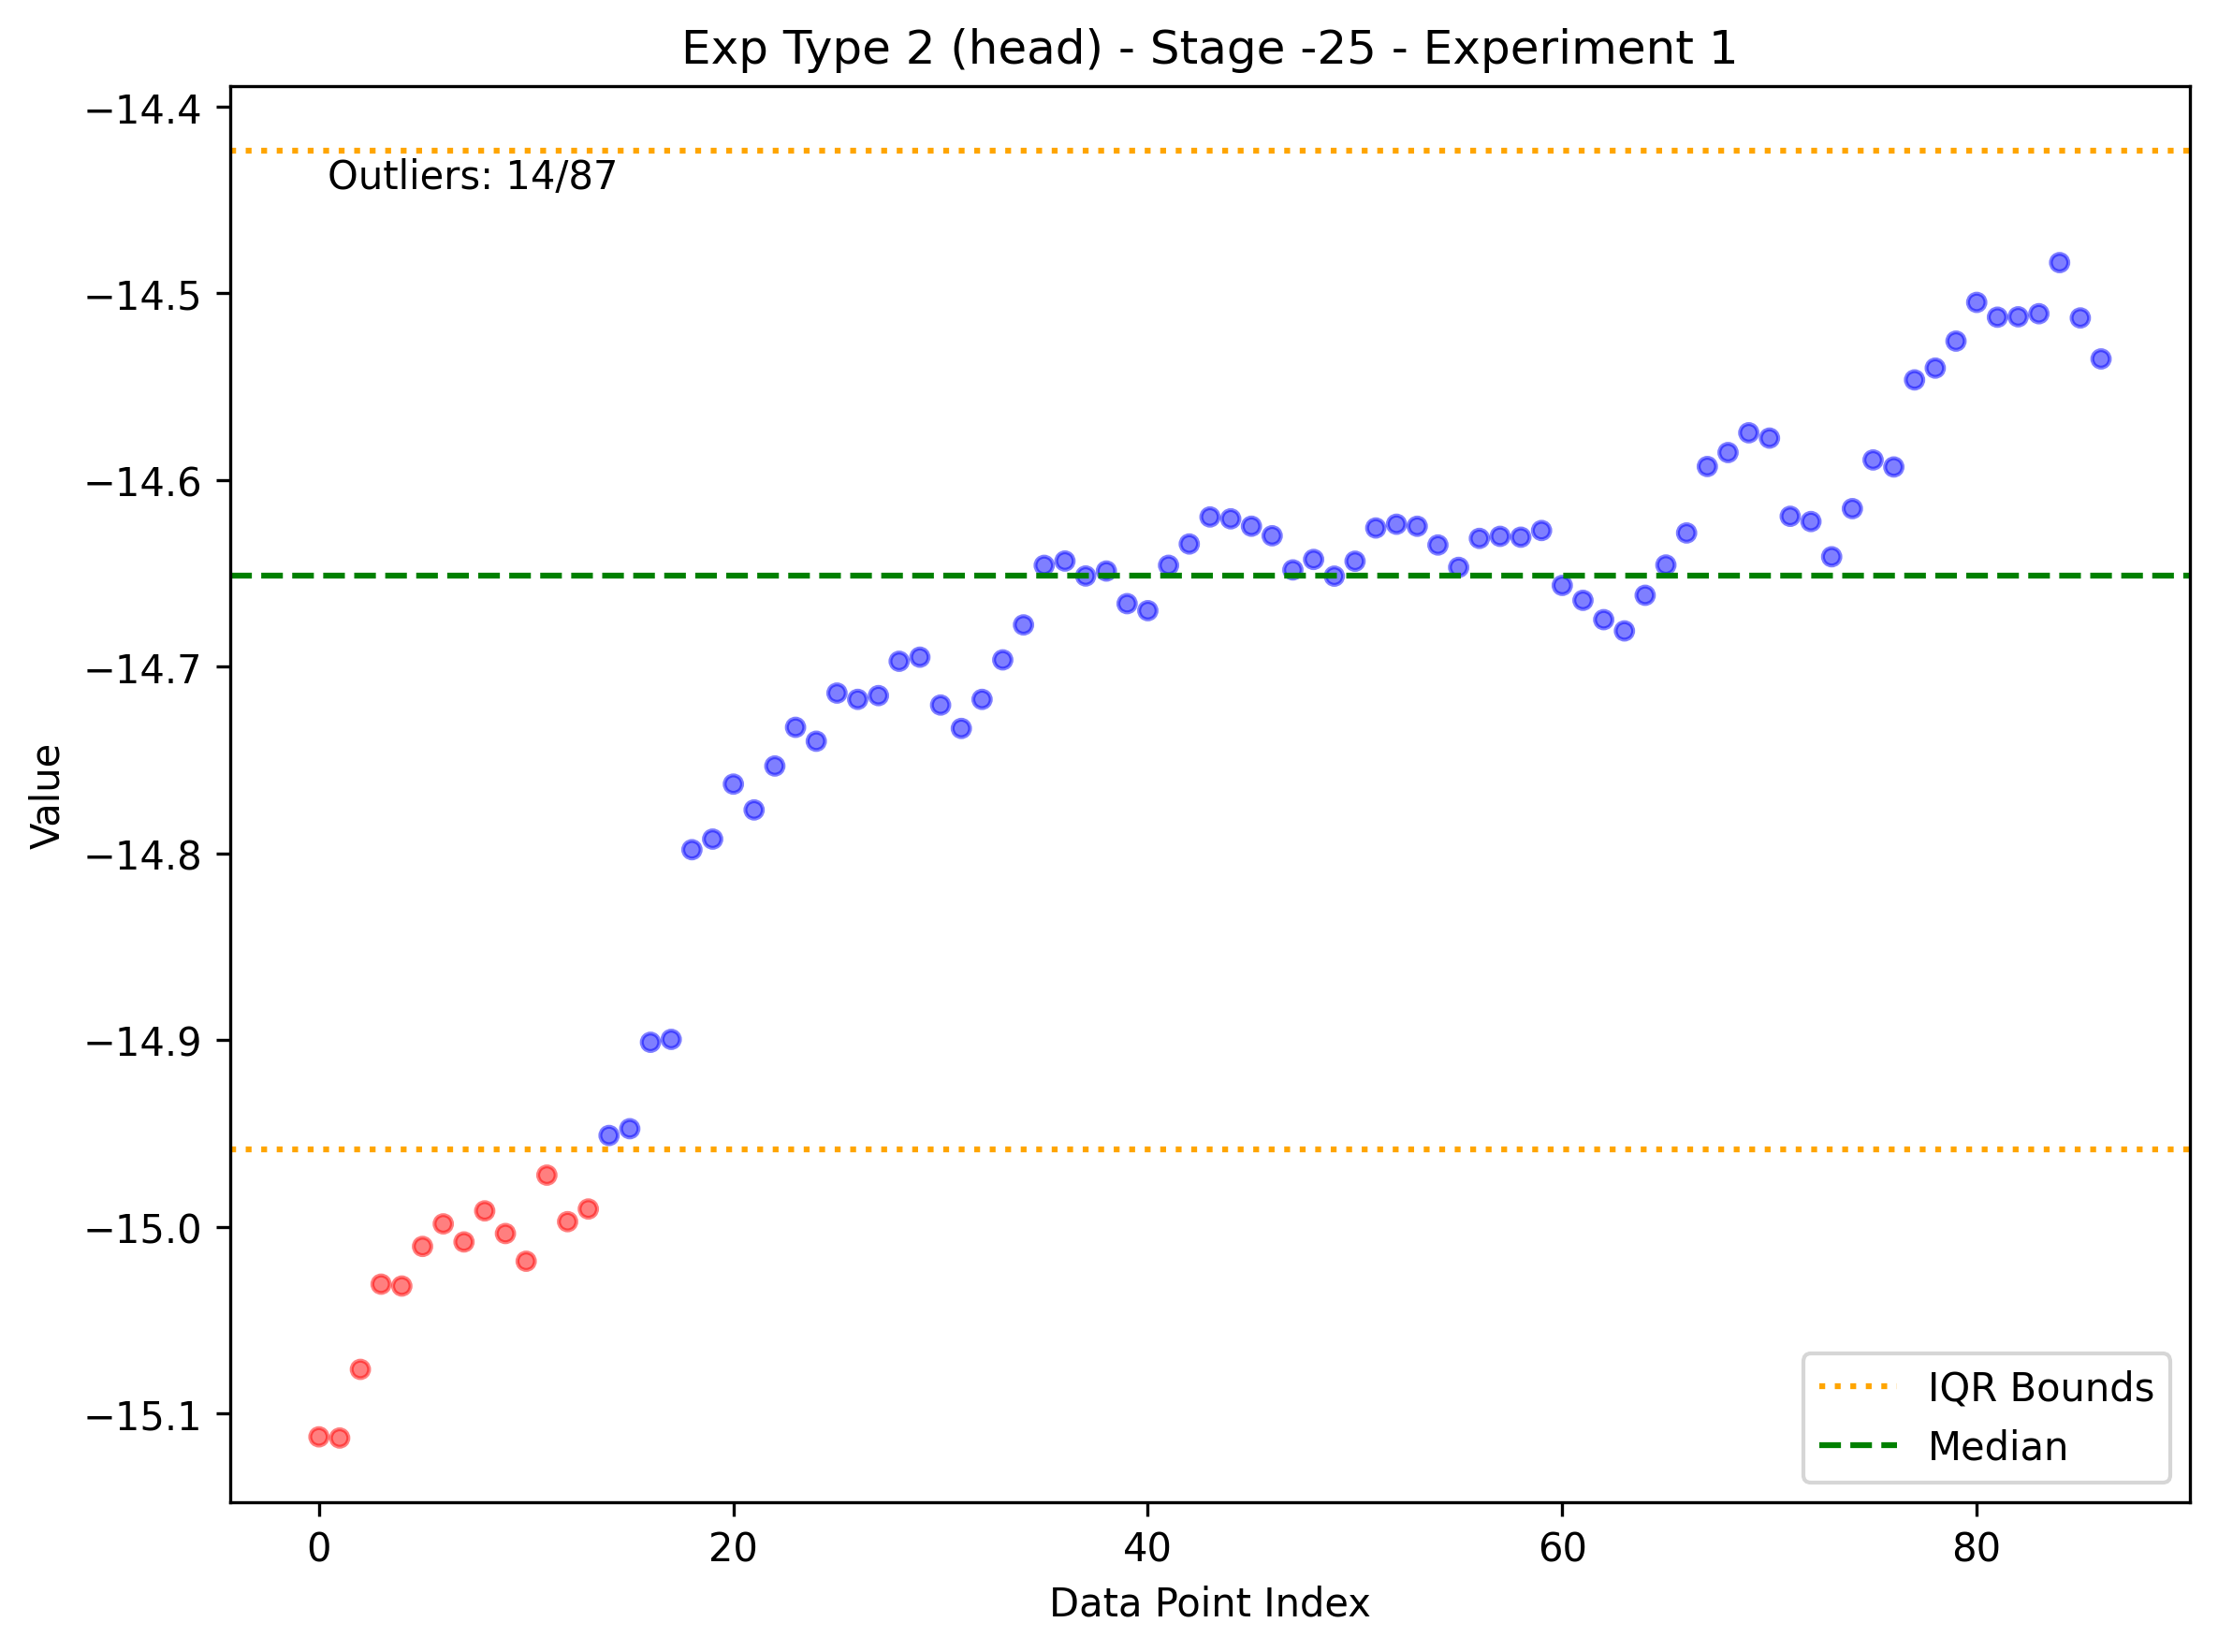 Exp Type 2 (head) - Stage -25 - Experiment 1
−14.4
Outliers: 14/87
−14.5
−14.6
−14.7
−14.8
−14.9
−15.0
−15.1
Value
IQR Bounds
Median
0 20 40 60 80
Data Point Index